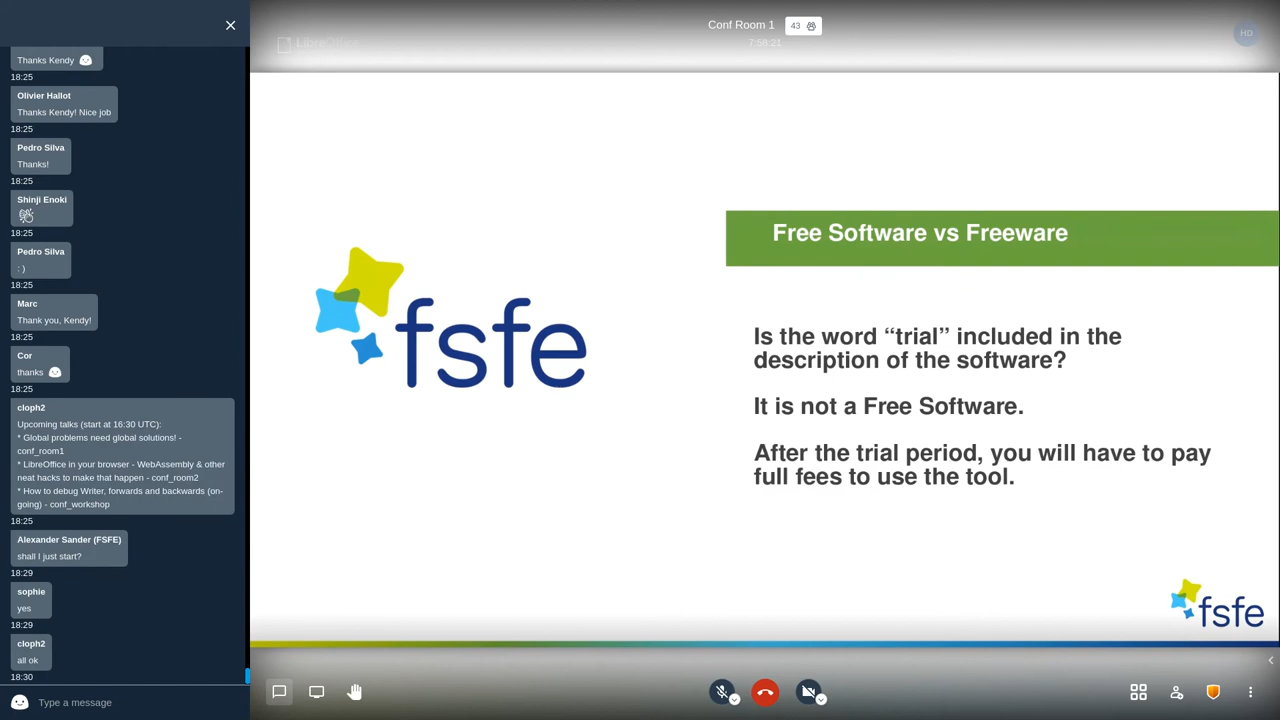 Thanks Kendy
18:25
Olivier Hallot
Thanks Kendy! Nice job
18:25
Pedro Silva
Thanks!
18:25
Shinji Enoki
18:25
Pedro Silva
: )
18:25
Marc
Thank you, Kendy!
18:25
Cor
thanks
18:25
cloph2
Upcoming talks (start at 16:30 UTC):
* Global problems need global solutions! -
conf_room1
* LibreOffice in your browser - WebAssembly & other
neat hacks to make that happen - conf_room2
* How to debug Writer, forwards and backwards (on-
going) - conf_workshop
18:25
Alexander Sander (FSFE)
shall I just start?
18:29
sophie
yes
18:29
cloph2
all ok
18:30
Type a message
Conf Room 1
43
7:58:21
LibreOffice
HD
fsfe
Free Software vs Freeware
Is the word “trial” included in the
description of the software?
It is not a Free Software.
After the trial period, you will have to pay
full fees to use the tool.
fsfe